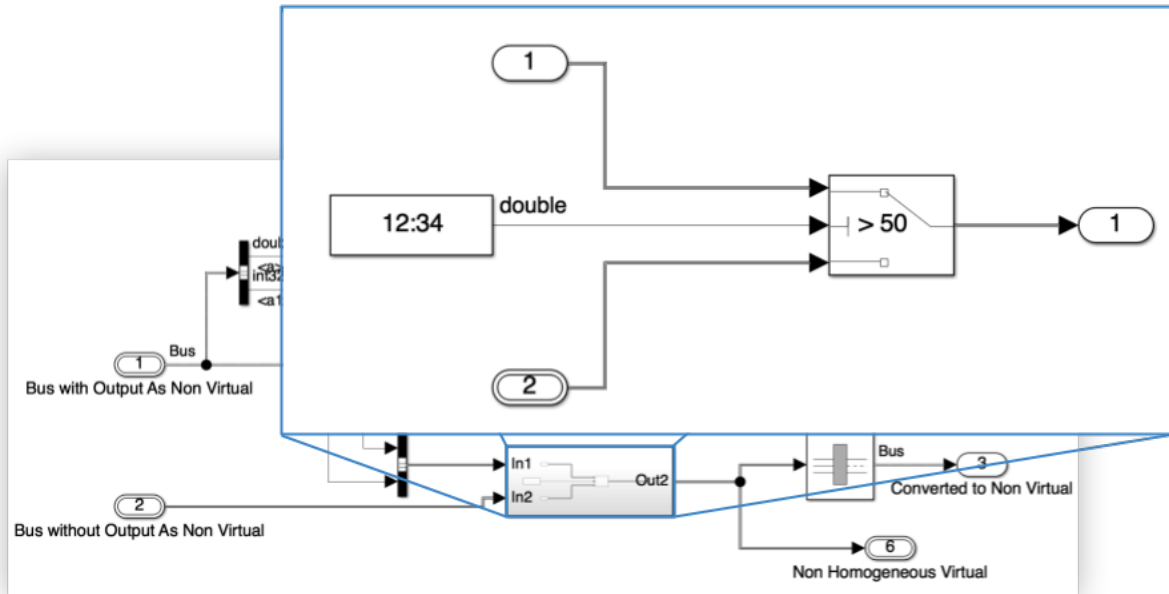 1
12:34
double
> 50
1
2
doubl
<a>
int32
<a1
1
Bus
Bus with Output As Non Virtual
2
Bus without Output As Non Virtual
In1
In2
Out2
Bus
3
Converted to Non Virtual
6
Non Homogeneous Virtual